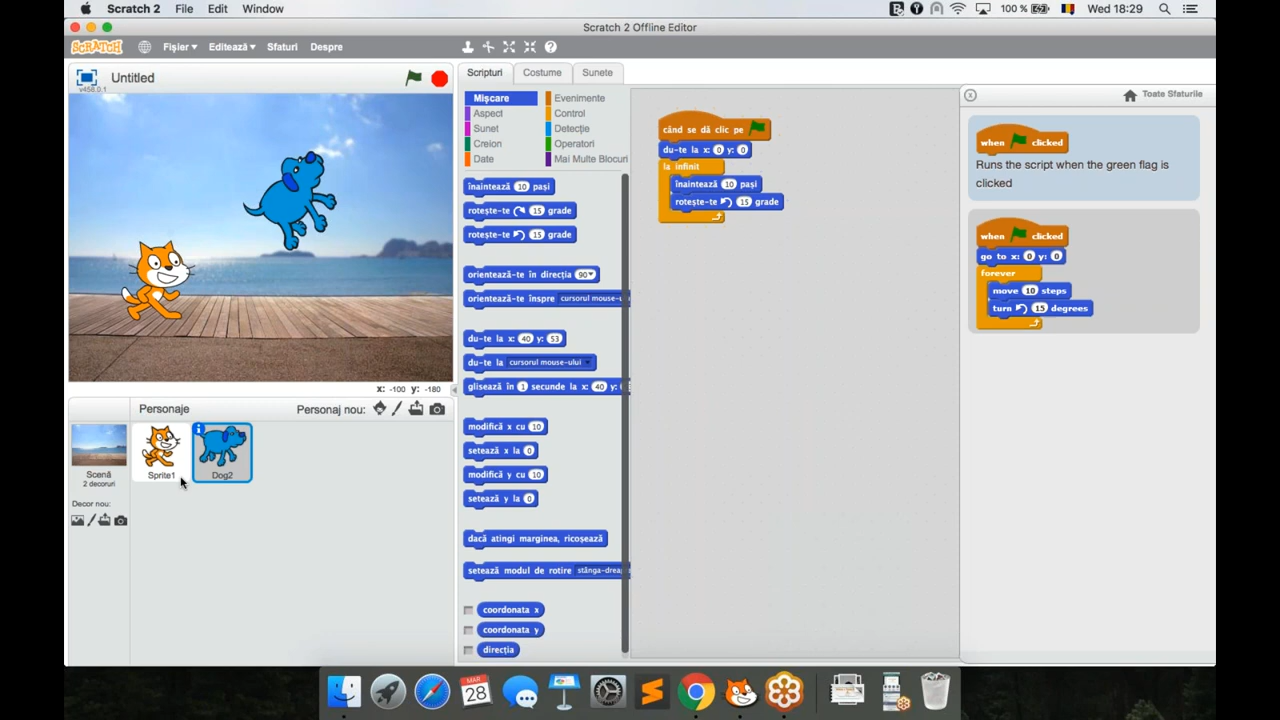 Scratch 2 File Edit Window
100 % Wed 18:29
Scratch 2 Offline Editor
SCRATCH Fișier Editează Sfaturi Despre
Untitled
v458.0.1
Scripturi Costume Sunete
Mișcare Evenimente
Aspect Control
Sunet Detecție
Creion Operatori
Date Mai Multe Blocuri
înaintează 10 pași
rotește-te 15 grade
rotește-te 15 grade
orientează-te în direcția 90
orientează-te înspre cursorul mouse-u
du-te la x: 40 y: 53
du-te la cursorul mouse-ului
glisează în 1 secunde la x: 40 y:
modifică x cu 10
setează x la 0
modifică y cu 10
setează y la 0
dacă atingi marginea, ricoșează
setează modul de rotire stânga-dreap
coordonata x
coordonata y
direcția
când se dă clic pe
du-te la x: 0 y: 0
la infinit
înaintează 10 pași
rotește-te 15 grade
Toate Sfaturile
when clicked
Runs the script when the green flag is
clicked
when clicked
go to x: 0 y: 0
forever
move 10 steps
turn 15 degrees
x: -100 y: -180
Personaje Personaj nou:
Sprite1 Dog2
Scenă
2 decoruri
Decor nou:
MAR
28